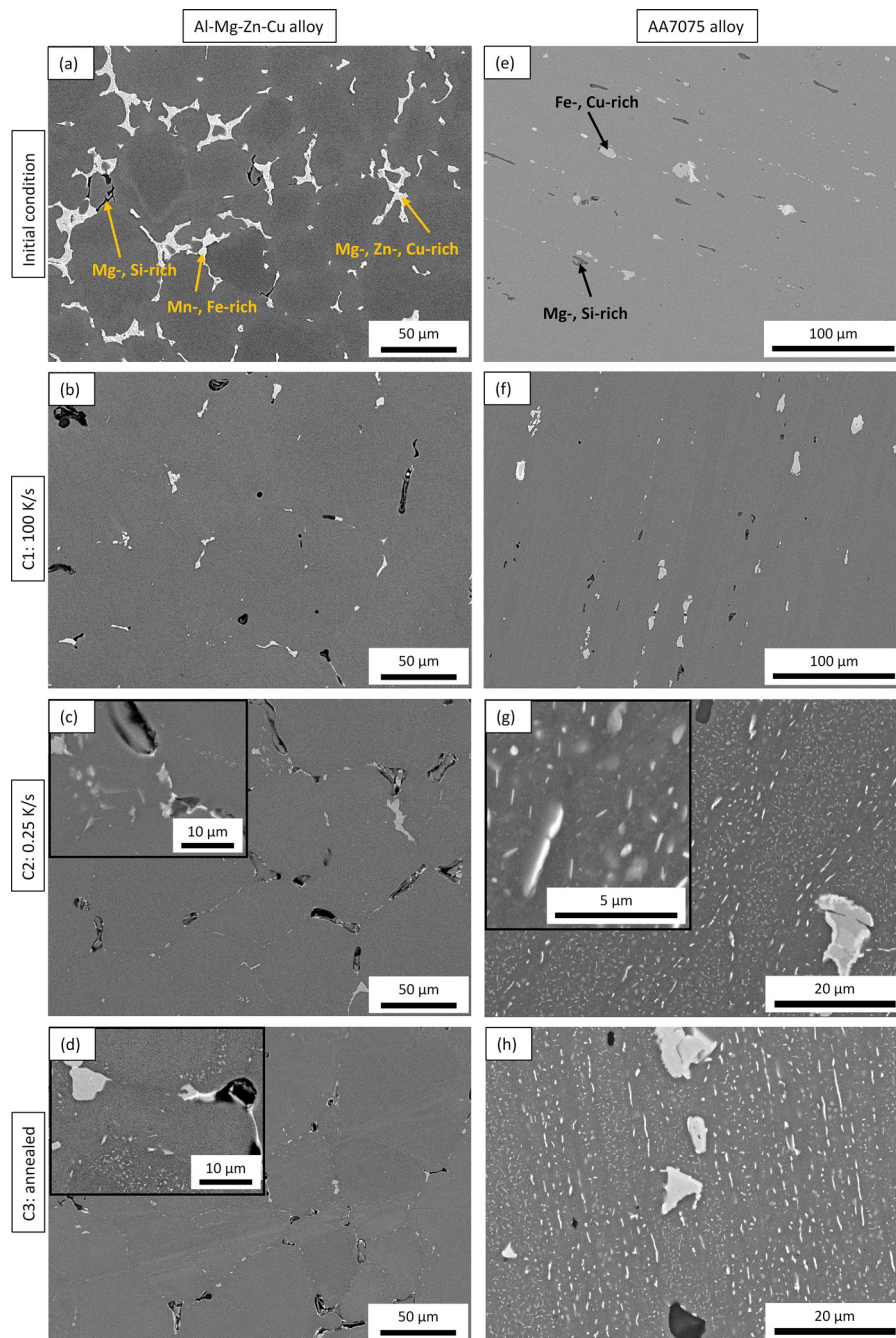 Al-Mg-Zn-Cu alloy
AA7075 alloy
Initial condition
(a)
Mg-, Si-rich
Mn-, Fe-rich
Mg-, Zn-, Cu-rich
50 µm
(e)
Fe-, Cu-rich
Mg-, Si-rich
100 µm
C1: 100 K/s
(b)
50 µm
(f)
100 µm
C2: 0.25 K/s
(c)
10 µm
50 µm
(g)
5 µm
20 µm
C3: annealed
(d)
10 µm
50 µm
(h)
20 µm